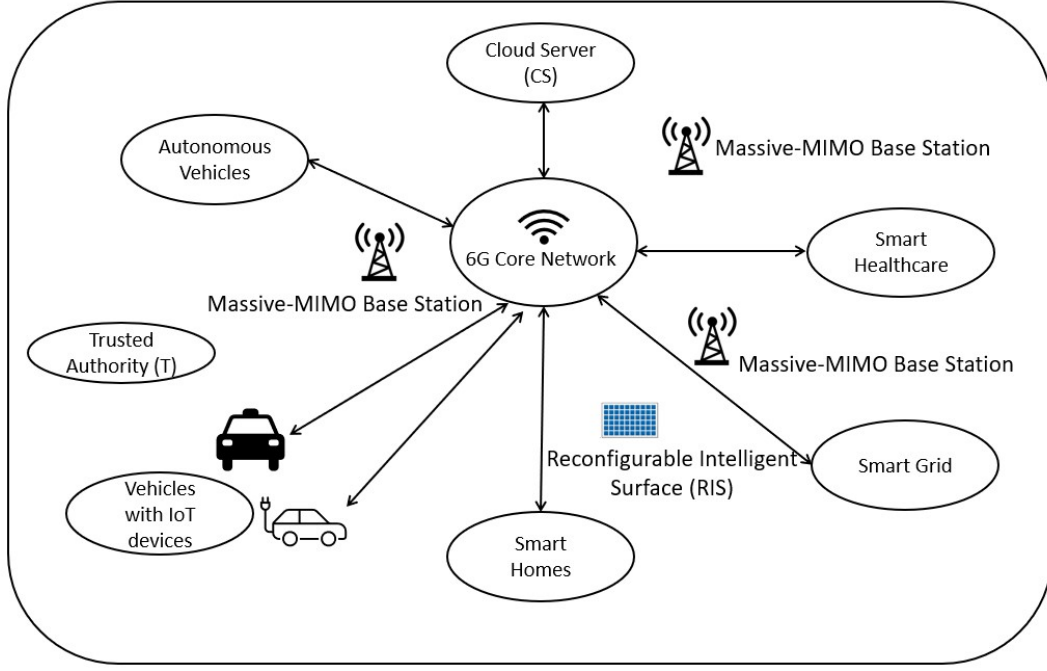 Cloud Server
(CS)
Massive-MIMO Base Station
Autonomous
Vehicles
6G Core Network
Smart
Healthcare
Massive-MIMO Base Station
Trusted
Authority (T)
Massive-MIMO Base Station
Reconfigurable Intelligent
Surface (RIS)
Smart Grid
Vehicles
with IoT
devices
Smart
Homes